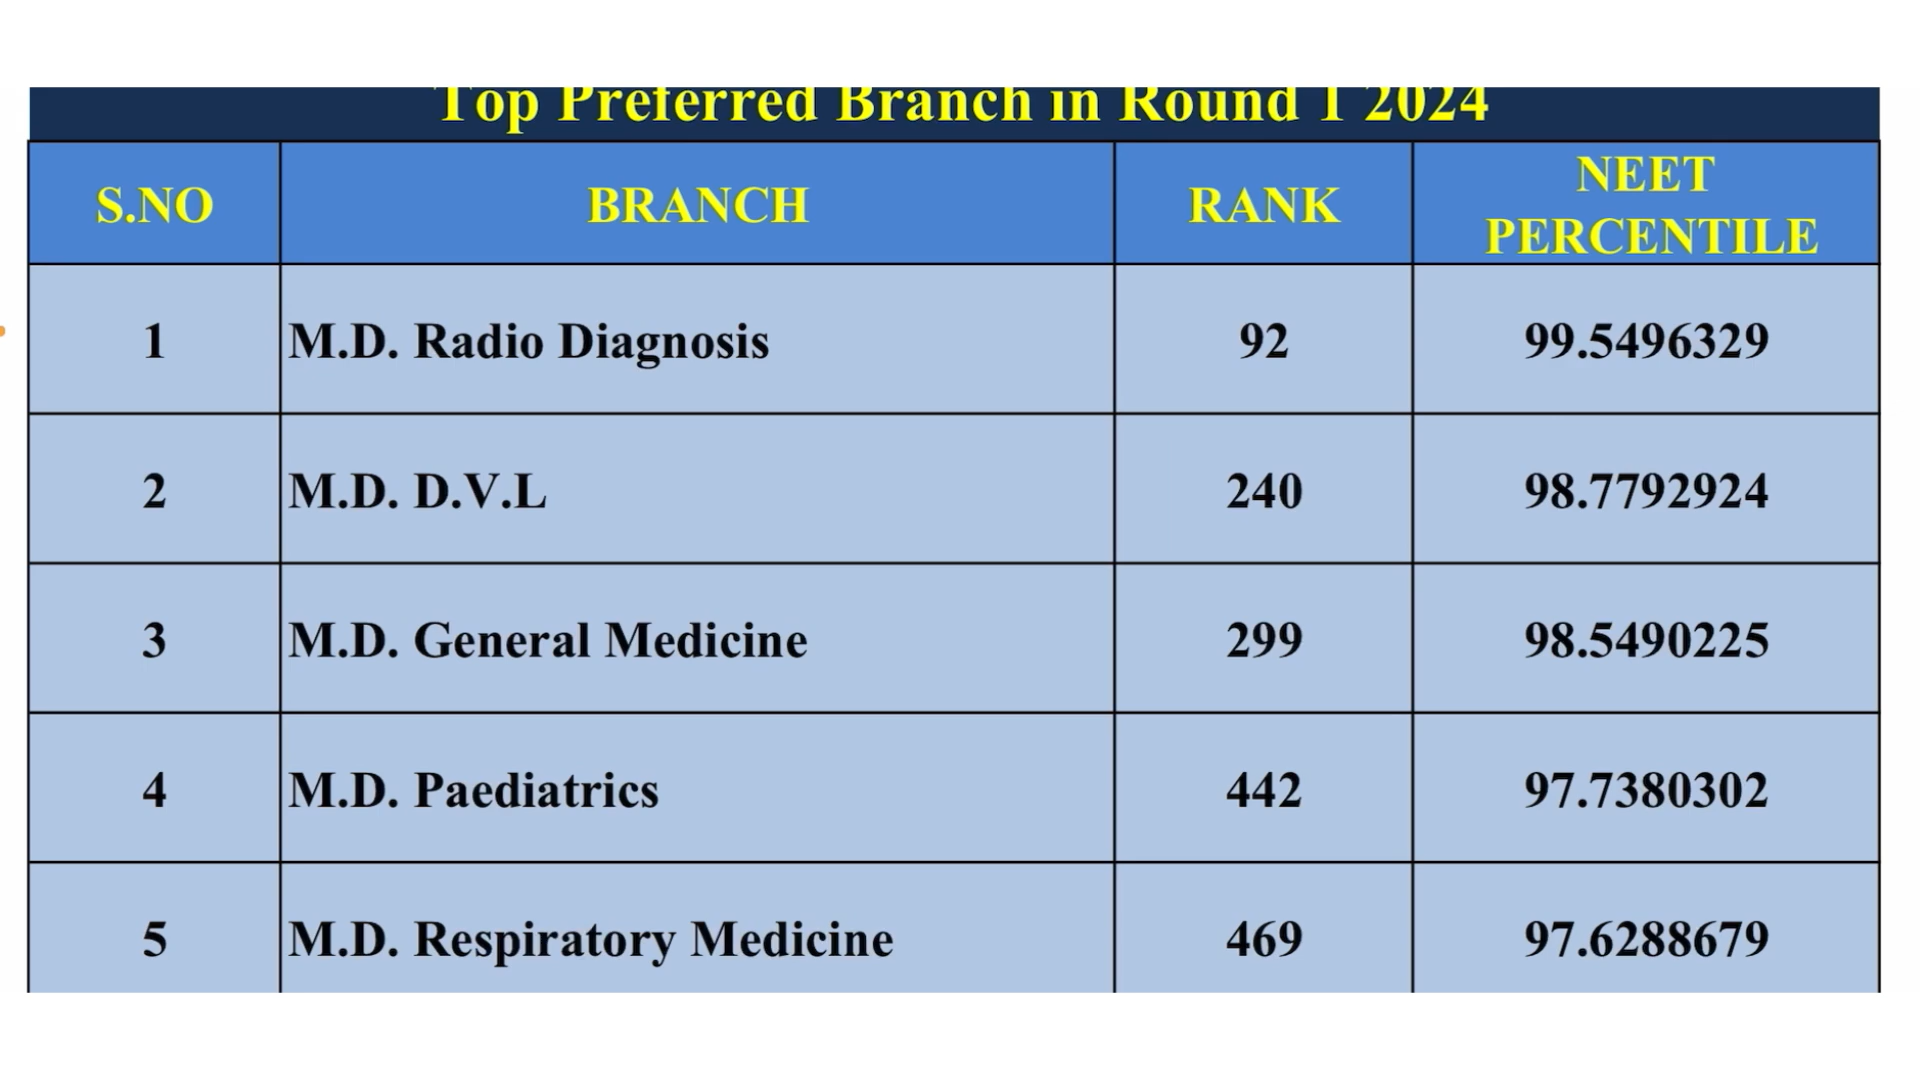 Top Preferred Branch in Round 1 2024
S.NO BRANCH RANK NEET PERCENTILE
1 M.D. Radio Diagnosis 92 99.5496329
2 M.D. D.V.L 240 98.7792924
3 M.D. General Medicine 299 98.5490225
4 M.D. Paediatrics 442 97.7380302
5 M.D. Respiratory Medicine 469 97.6288679